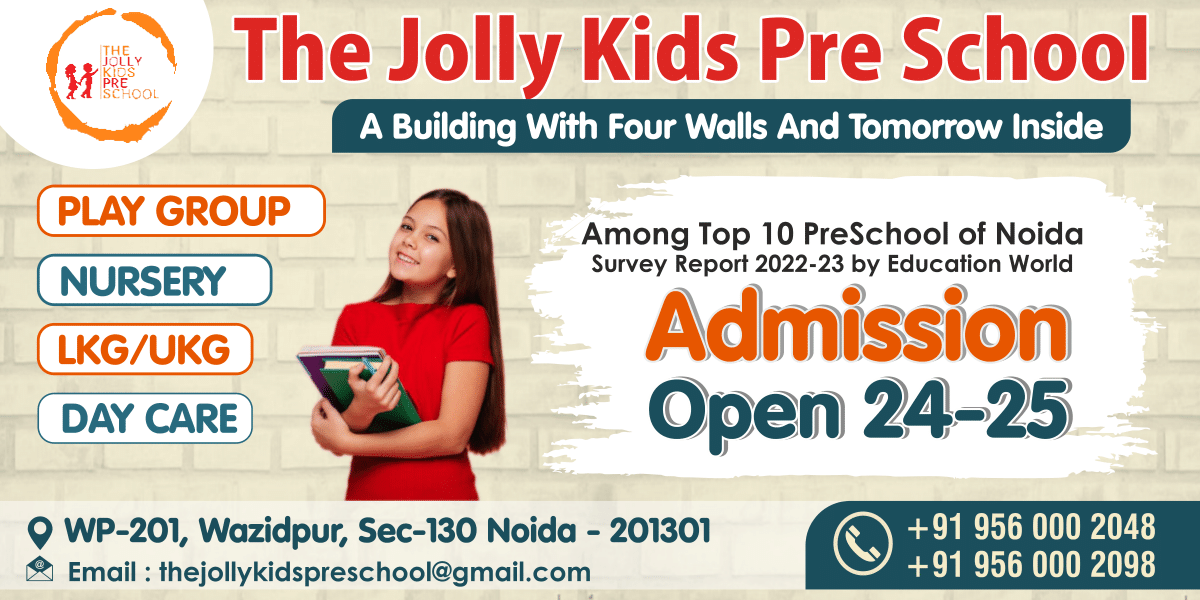 THE
JOLLY
KIDS
PRE
SCHOOL
The Jolly Kids Pre School
A Building With Four Walls And Tomorrow Inside
PLAY GROUP
NURSERY
LKG/UKG
DAY CARE
Among Top 10 PreSchool of Noida
Survey Report 2022-23 by Education World
Admission
Open 24-25
WP-201, Wazidpur, Sec-130 Noida - 201301
Email : thejollykidspreschool@gmail.com
+91 956 000 2048
+91 956 000 2098